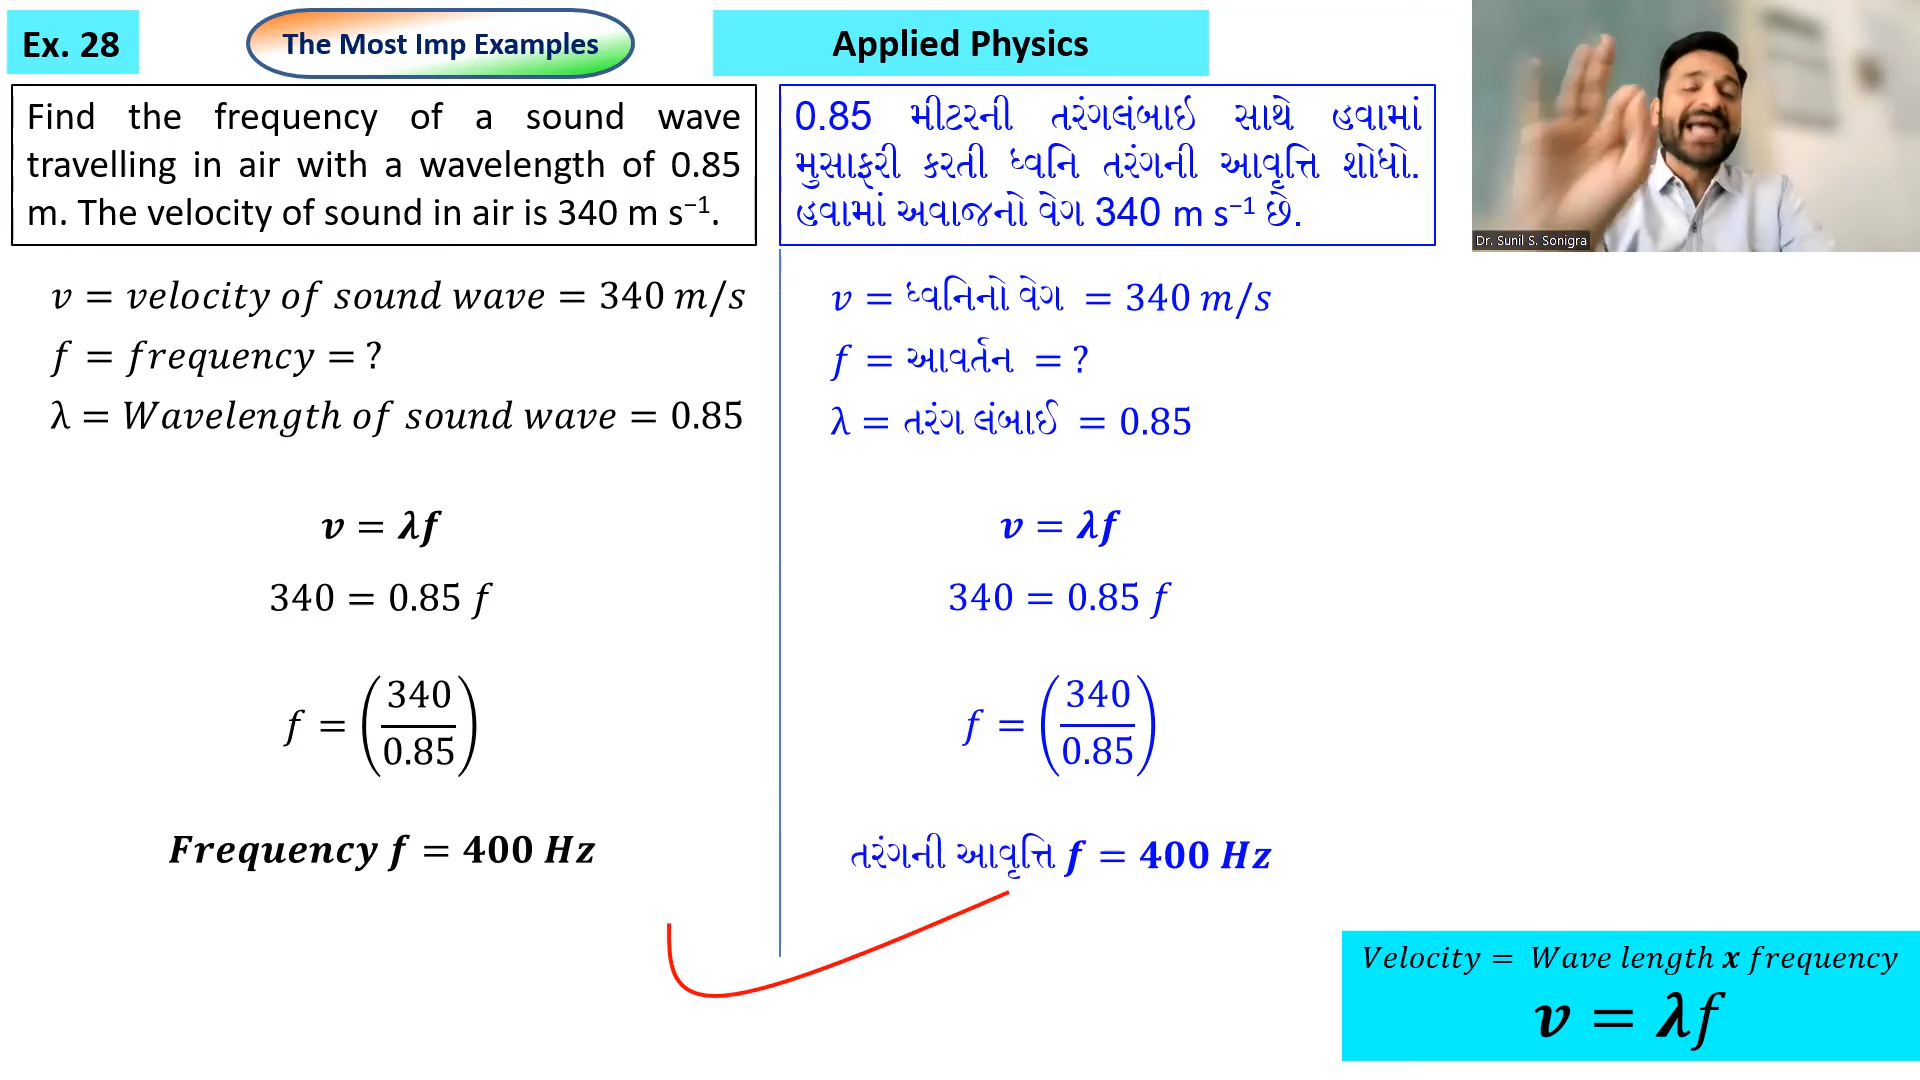 Ex. 28
The Most Imp Examples
Applied Physics
Find the frequency of a sound wave
travelling in air with a wavelength of 0.85
m. The velocity of sound in air is 340 m s⁻¹.
0.85 મીટરની તરંગલંબાઇ સાથે હવામાં
મુસાફરી કરતી ધ્વનિ તરંગની આવૃત્તિ શોધો.
હવામાં અવાજનો વેગ 340 m s⁻¹ છે.
Dr. Sunil S. Sonigra
v = velocity of sound wave = 340 m/s
f = frequency = ?
λ = Wavelength of sound wave = 0.85
v = λf
340 = 0.85 f
f = (340/0.85)
Frequency f = 400 Hz
v = ધ્વનિનો વેગ = 340 m/s
f = આવર્તન = ?
λ = તરંગ લંબાઈ = 0.85
v = λf
340 = 0.85 f
f = (340/0.85)
તરંગની આવૃત્તિ f = 400 Hz
Velocity = Wave length x frequency
v = λf